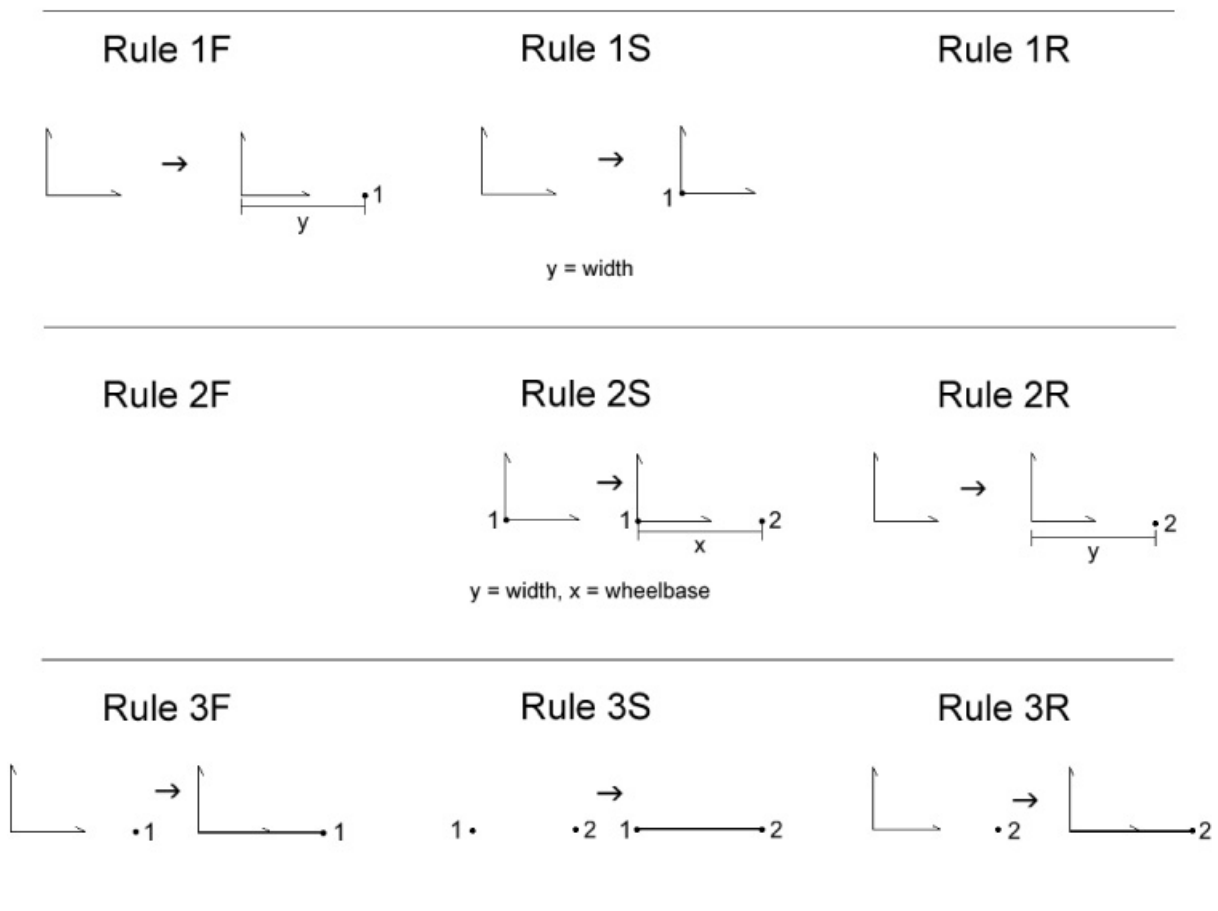 Rule 1F Rule 1S Rule 1R
1 1
y
y = width
Rule 2F Rule 2S Rule 2R
1 1 2 2
x y
y = width, x = wheelbase
Rule 3F Rule 3S Rule 3R
1 1 1 2 1 2 2 2